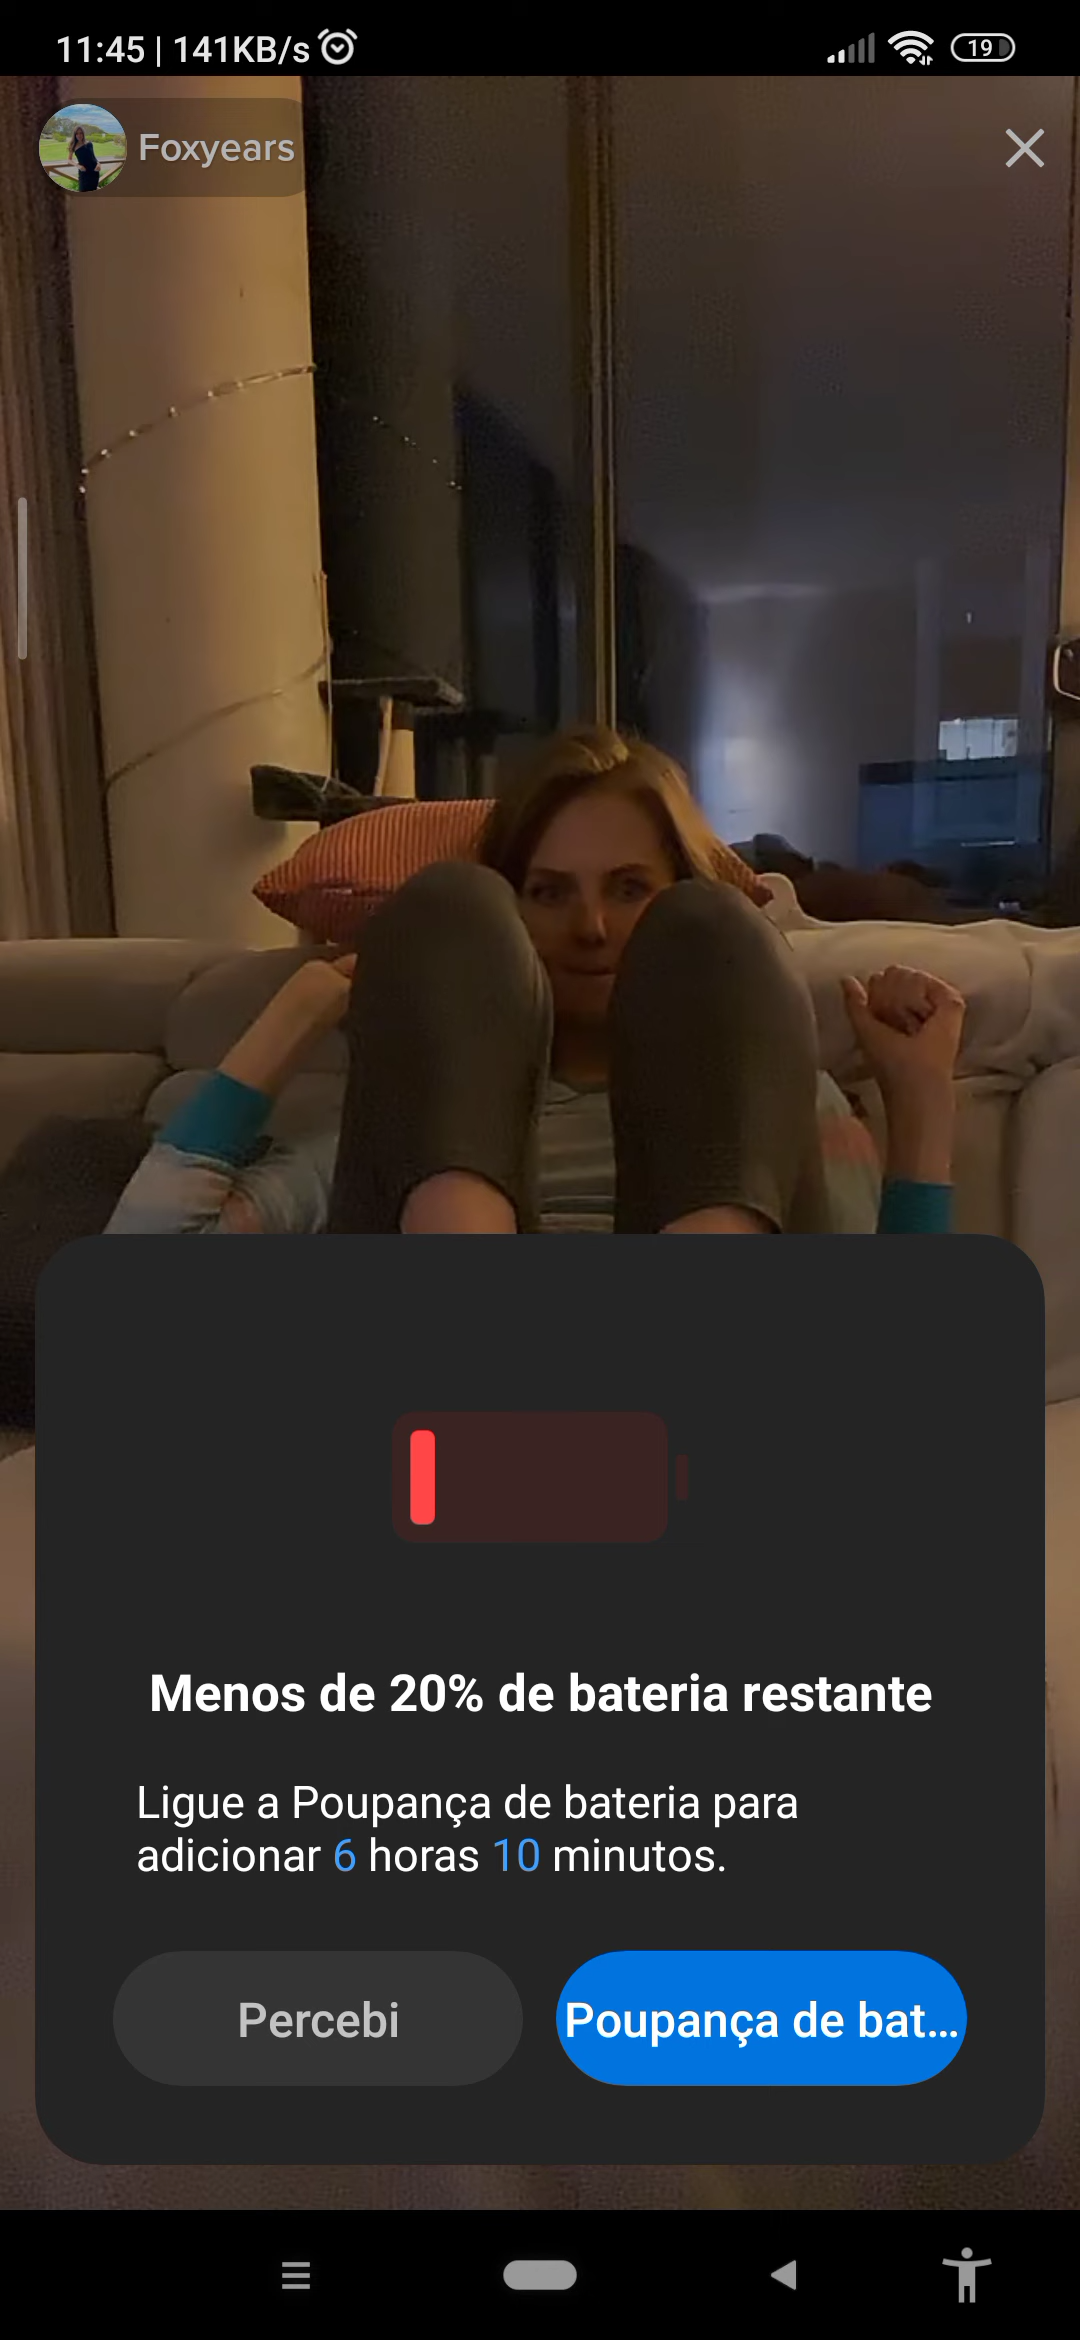 11:45 | 141KB/s
19
Foxyears
Menos de 20% de bateria restante
Ligue a Poupança de bateria para
adicionar 6 horas 10 minutos.
Percebi
Poupança de bat...